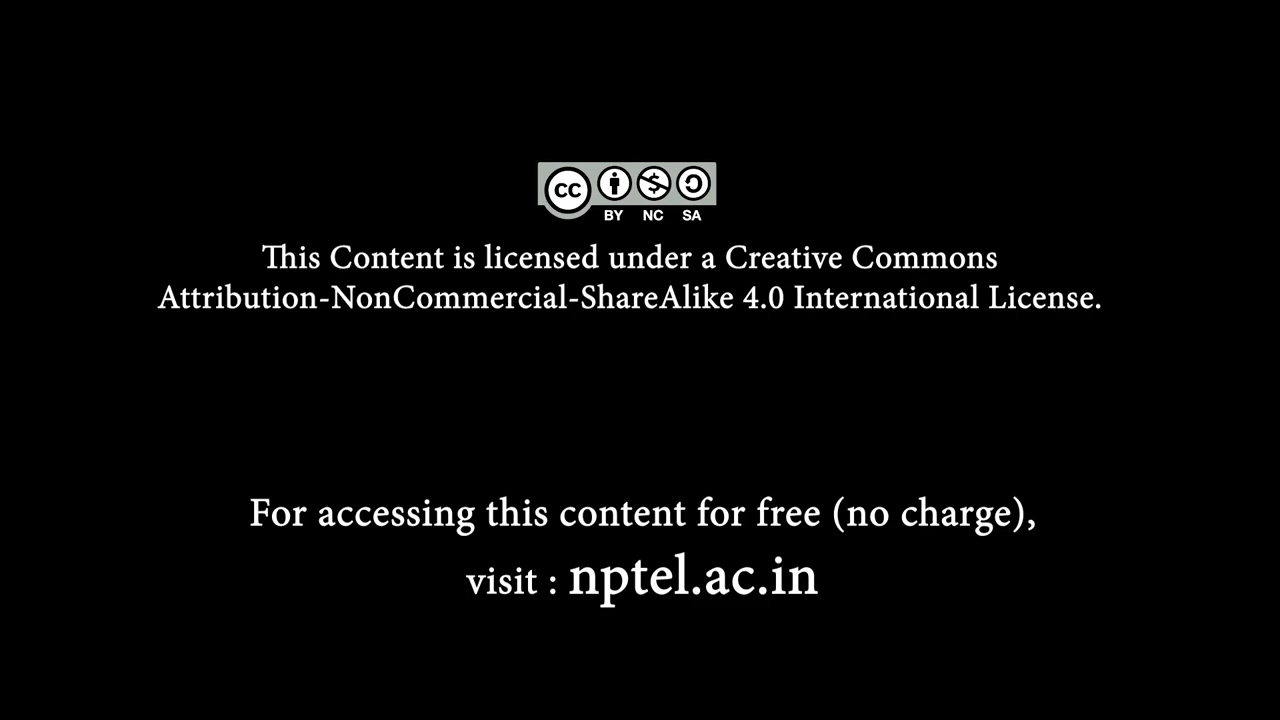 cc
BY NC SA
This Content is licensed under a Creative Commons
Attribution-NonCommercial-ShareAlike 4.0 International License.
For accessing this content for free (no charge),
visit : nptel.ac.in